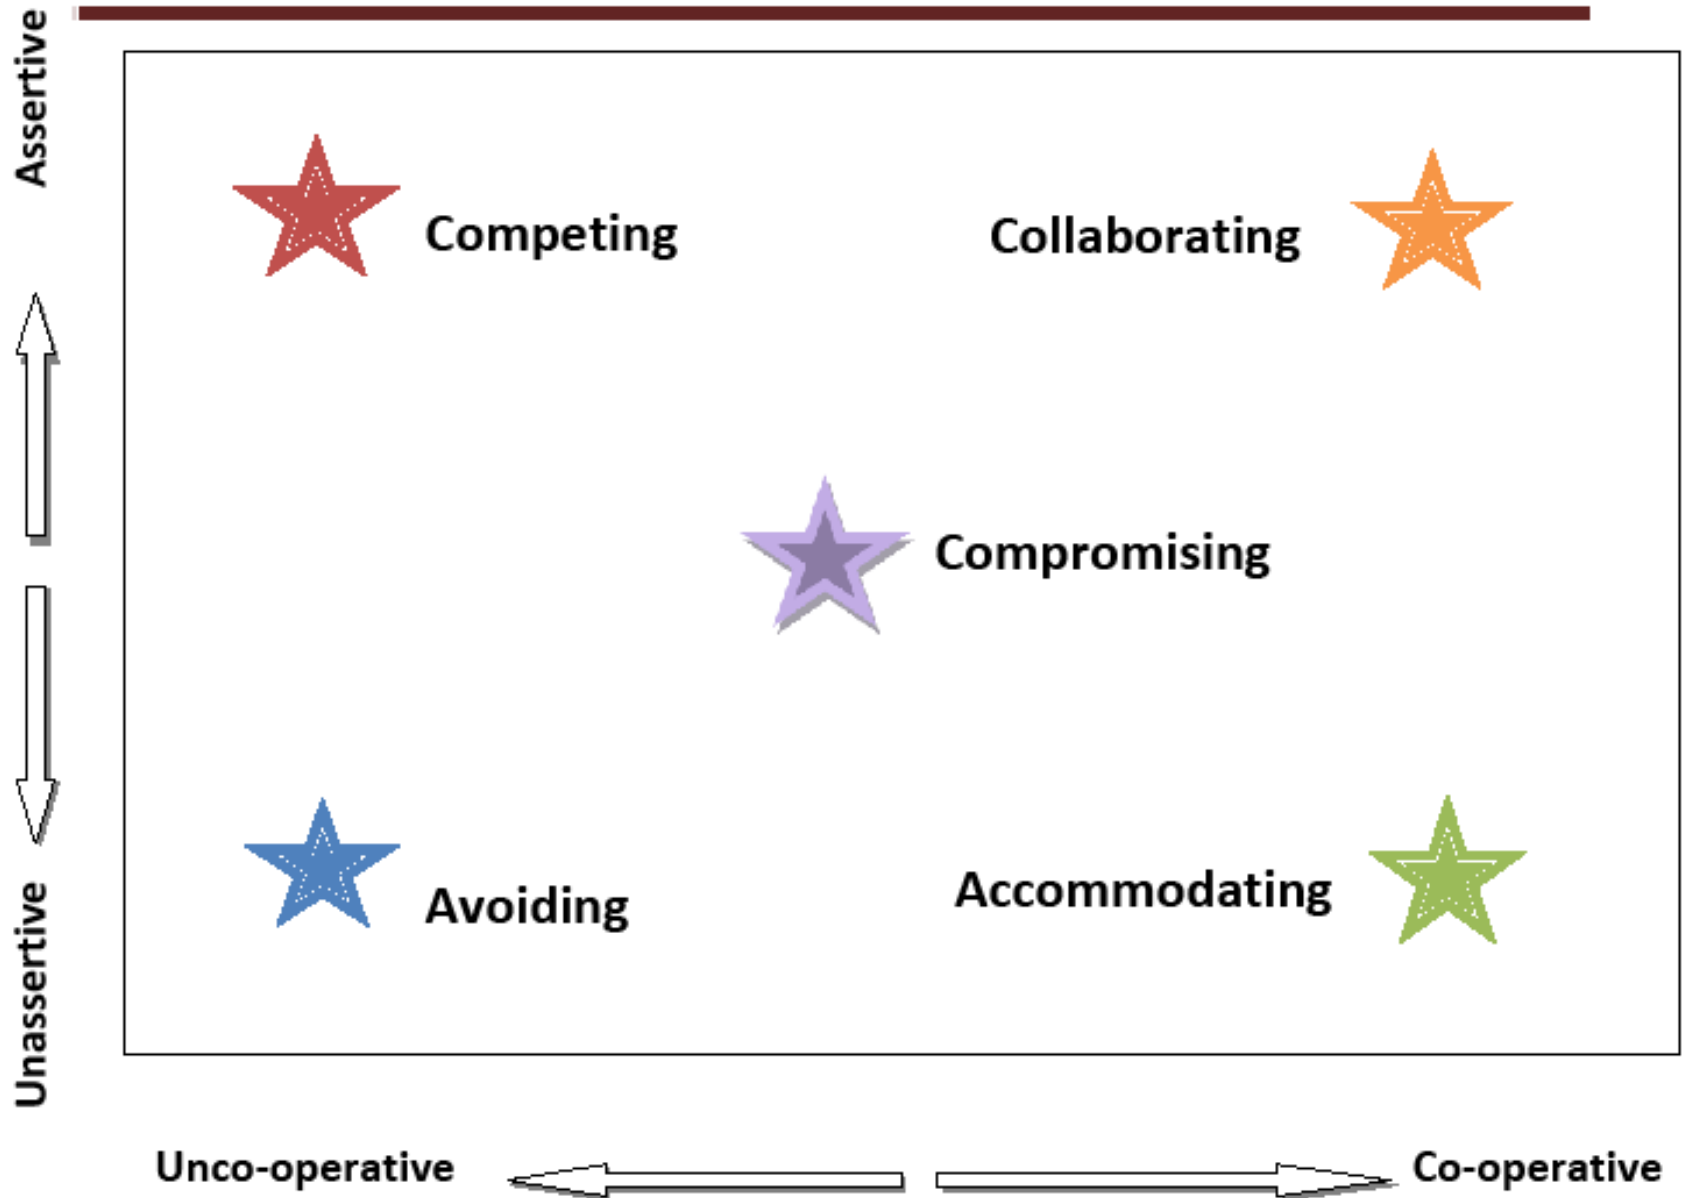 Assertive
Competing
Collaborating
Compromising
Avoiding
Accommodating
Unassertive
Unco-operative
Co-operative